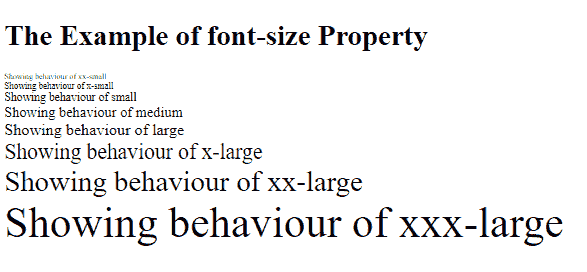 The Example of font-size Property
Showing behaviour of xx-small
Showing behaviour of x-small
Showing behaviour of small
Showing behaviour of medium
Showing behaviour of large
Showing behaviour of x-large
Showing behaviour of xx-large
Showing behaviour of xxx-large